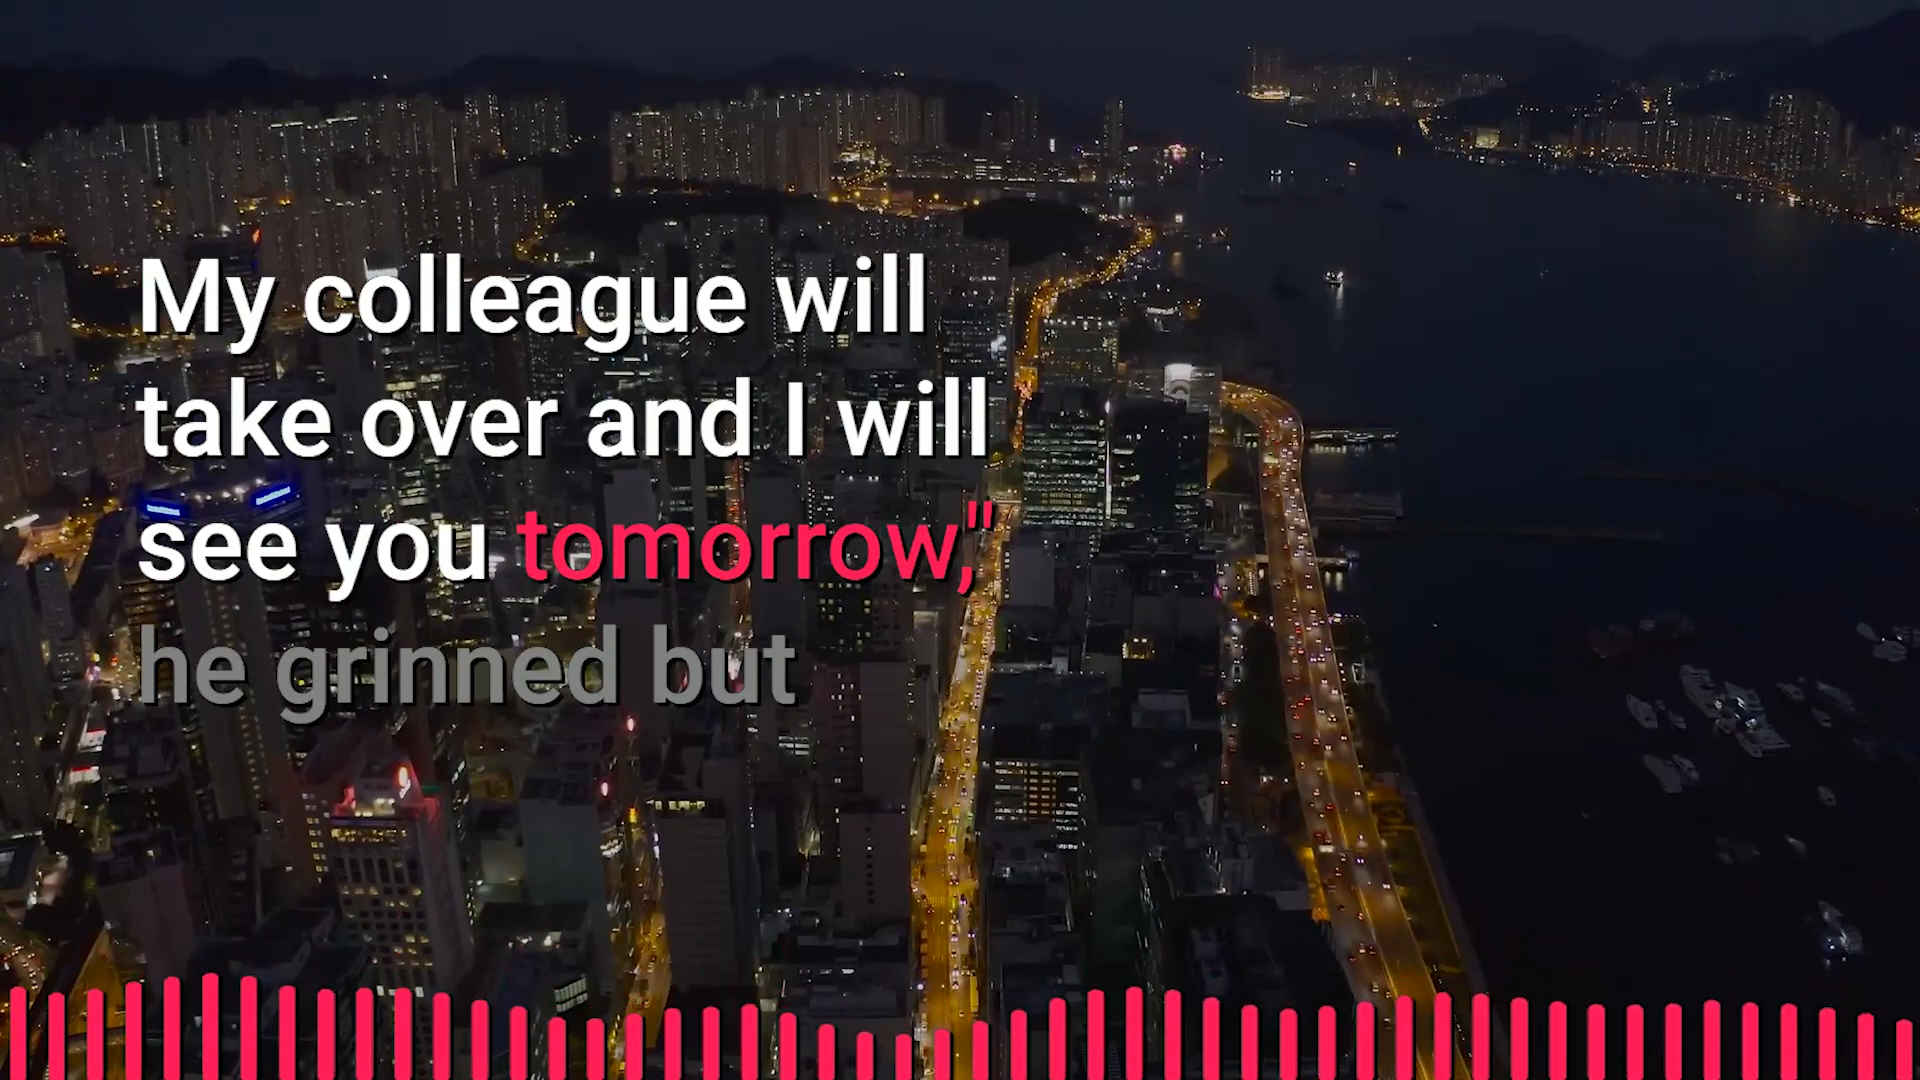 My colleague will
take over and I will
see you tomorrow,"
he grinned but